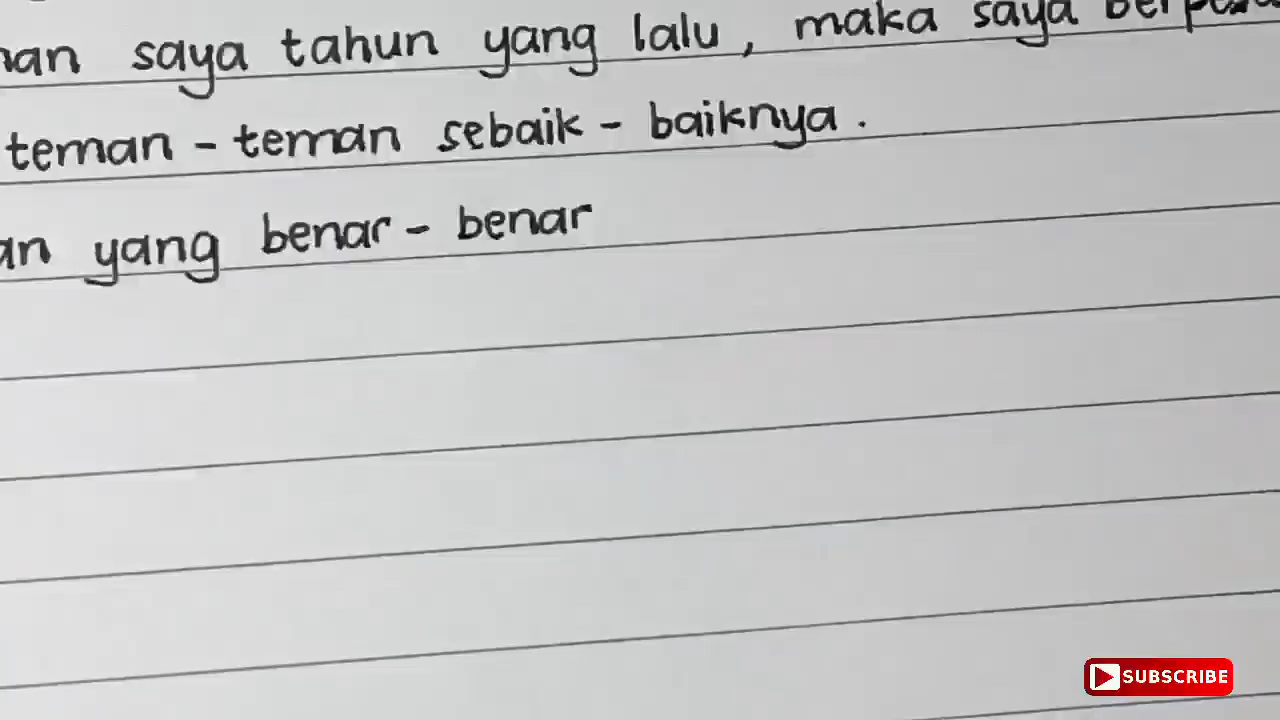 saya tahun yang lalu, maka saya
teman - teman sebaik - baiknya.
yang benar - benar
SUBSCRIBE